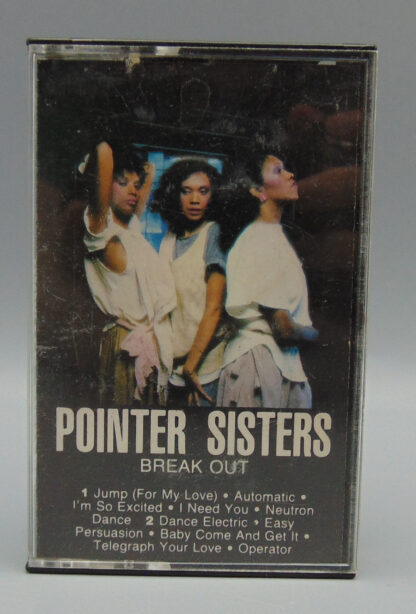 POINTER SISTERS
BREAK OUT
1 Jump (For My Love) • Automatic •
I'm So Excited • I Need You • Neutron
Dance 2 Dance Electric • Easy
Persuasion • Baby Come And Get It •
Telegraph Your Love • Operator